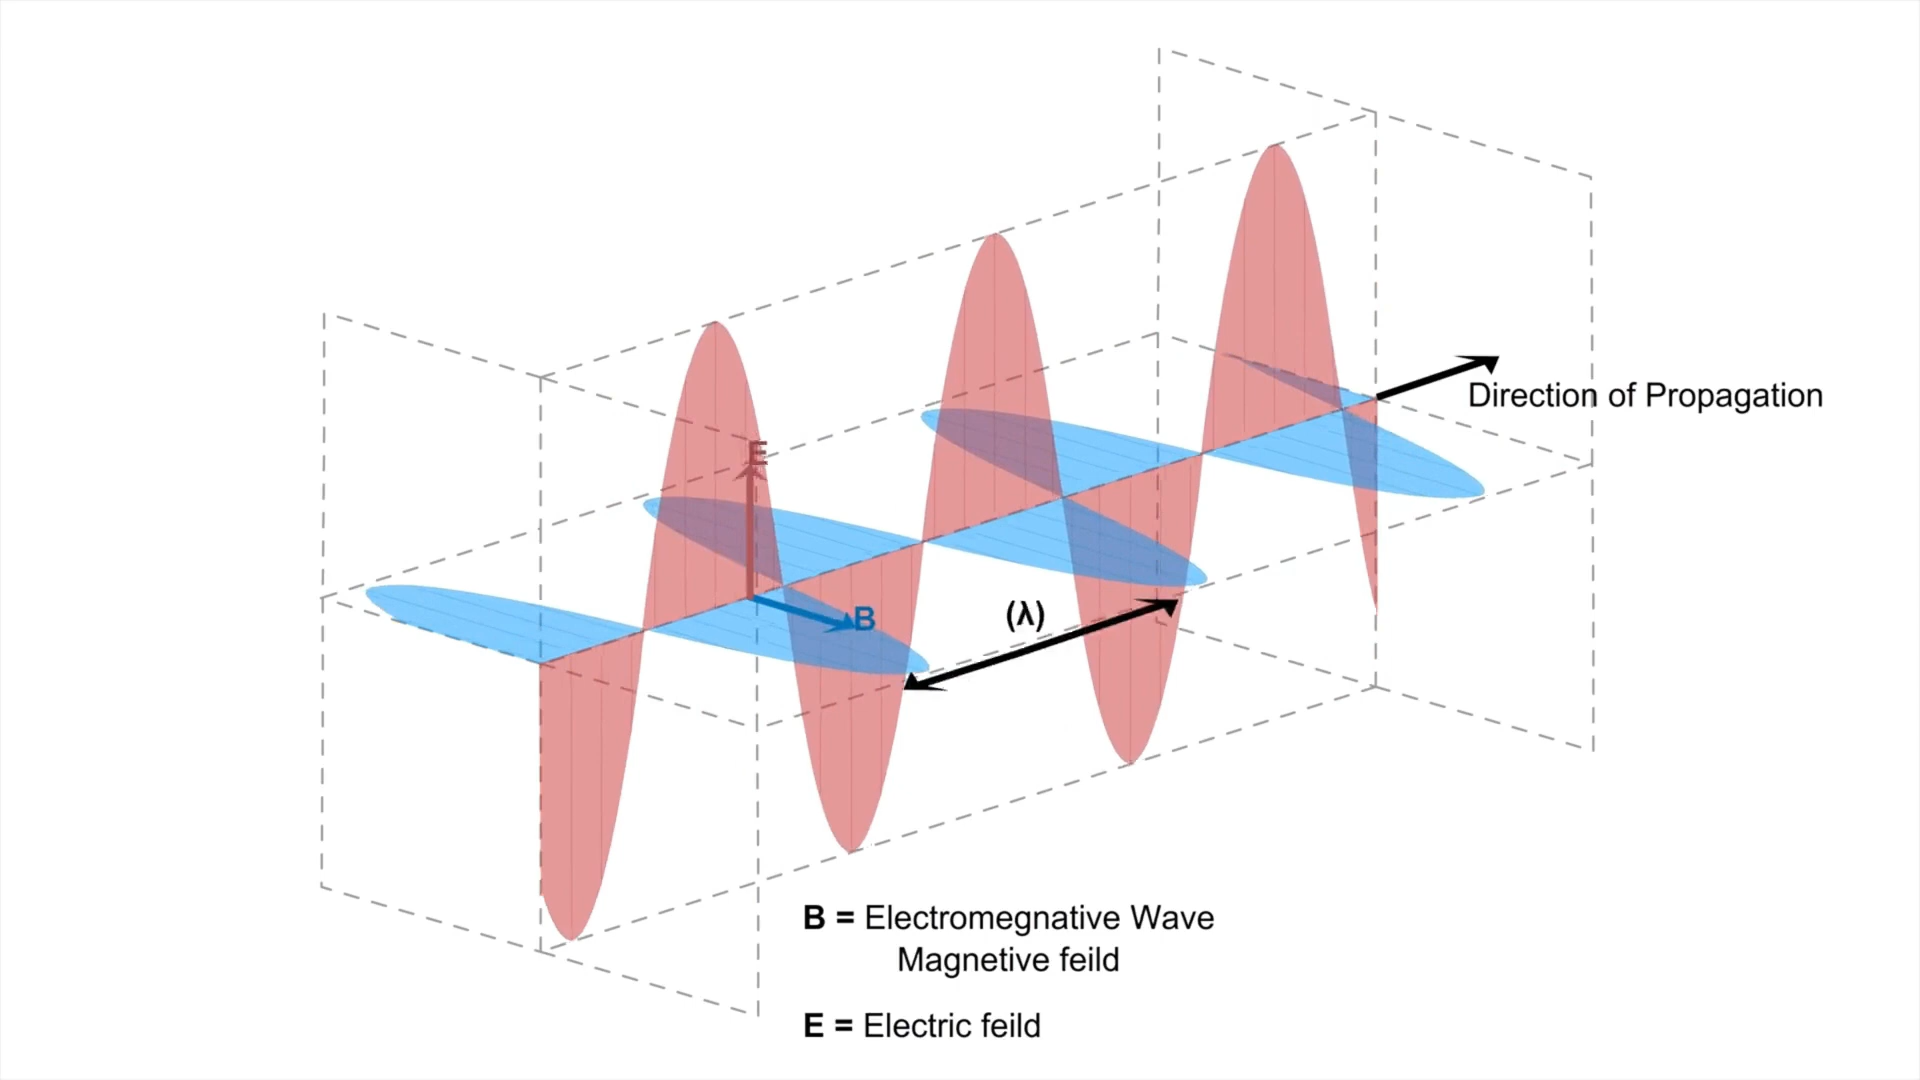 E
Direction of Propagation
(λ)
B
B = Electromegnative Wave
Magnetive feild
E = Electric feild